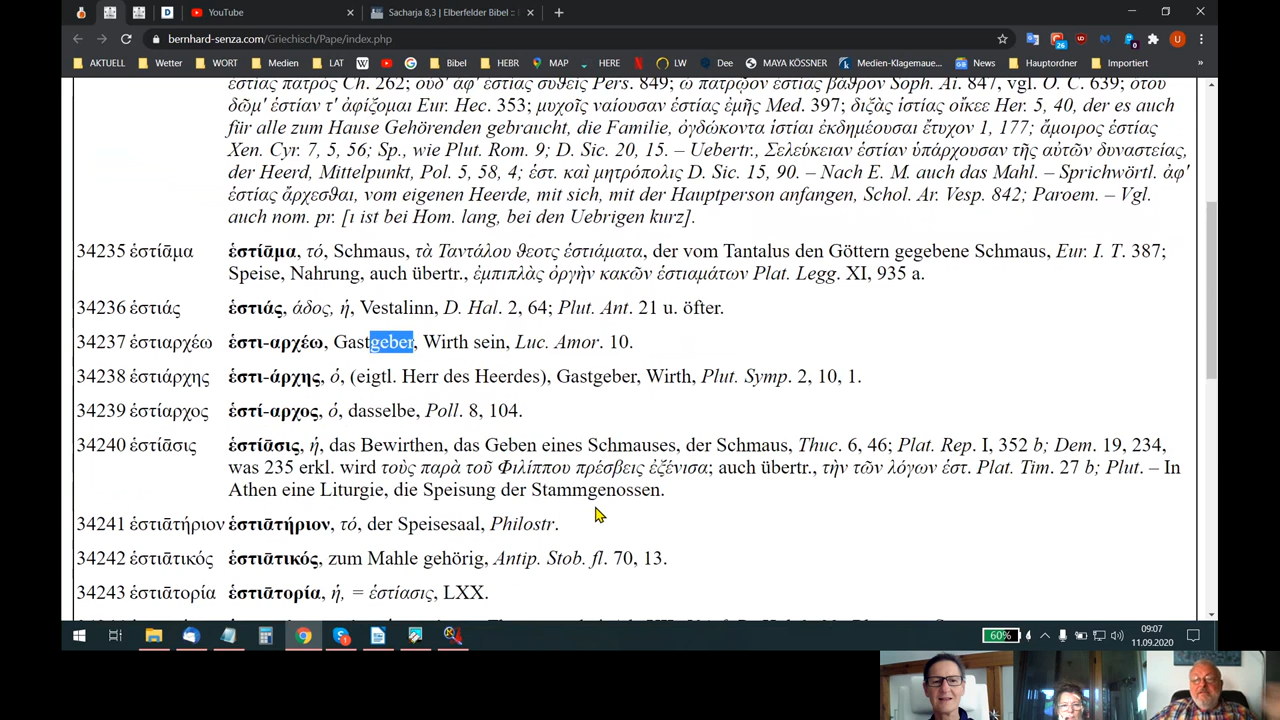 YouTube
Sacharja 8,3 | Elberfelder Bibel ::
bernhard-senza.com/Griechisch/Pape/index.php
AKTUELL Wetter WORT Medien LAT Bibel HEBR MAP HERE LW Dee MAYA KÖSSNER Medien-Klagemauer... News Hauptordner Importiert
ἑστίας πατρὸς Ch. 262; οὐδ' ἀφ' ἑστίας συθείς Pers. 849; ὦ πατρῷον ἑστίας βάθρον Soph. Ai. 847, vgl. O. C. 639; ὅτου
δῶμ' ἑστίαν τ' ἀφίξομαι Eur. Hec. 353; μυχοῖς ναίουσαν ἑστίας ἐμῆς Med. 397; διξὰς ἱστίας οἴκεε Her. 5, 40, der es auch
für alle zum Hause Gehörenden gebraucht, die Familie, ὀγδώκοντα ἱστίαι ἐκδημέουσαι ἔτυχον 1, 177; ἄμοιρος ἑστίας
Xen. Cyr. 7, 5, 56; Sp., wie Plut. Rom. 9; D. Sic. 20, 15. – Uebertr., Σελεύκειαν ἑστίαν ὑπάρχουσαν τῆς αὐτῶν δυναστείας,
der Heerd, Mittelpunkt, Pol. 5, 58, 4; ἑστ. καὶ μητρόπολις D. Sic. 15, 90. – Nach E. M. auch das Mahl. – Sprichwörtl. ἀφ'
ἑστίας ἄρχεσθαι, vom eigenen Heerde, mit sich, mit der Hauptperson anfangen, Schol. Ar. Vesp. 842; Paroem. – Vgl.
auch nom. pr. [ι ist bei Hom. lang, bei den Uebrigen kurz].
34235 ἑστίᾱμα ἑστίᾱμα, τό, Schmaus, τὰ Ταντάλου θεοτς ἑστιάματα, der vom Tantalus den Göttern gegebene Schmaus, Eur. I. T. 387;
Speise, Nahrung, auch übertr., ἐμπιπλὰς ὀργὴν κακῶν ἑστιαμάτων Plat. Legg. XI, 935 a.
34236 ἑστιάς ἑστιάς, άδος, ἡ, Vestalinn, D. Hal. 2, 64; Plut. Ant. 21 u. öfter.
34237 ἑστιαρχέω ἑστι-αρχέω, Gastgeber, Wirth sein, Luc. Amor. 10.
34238 ἑστιάρχης ἑστι-άρχης, ὁ, (eigtl. Herr des Heerdes), Gastgeber, Wirth, Plut. Symp. 2, 10, 1.
34239 ἑστίαρχος ἑστί-αρχος, ὁ, dasselbe, Poll. 8, 104.
34240 ἑστίᾱσις ἑστίᾱσις, ἡ, das Bewirthen, das Geben eines Schmauses, der Schmaus, Thuc. 6, 46; Plat. Rep. I, 352 b; Dem. 19, 234,
was 235 erkl. wird τοὺς παρὰ τοῦ Φιλίππου πρέσβεις ἐξένισα; auch übertr., τὴν τῶν λόγων ἑστ. Plat. Tim. 27 b; Plut. – In
Athen eine Liturgie, die Speisung der Stammgenossen.
34241 ἑστιᾱτήριον ἑστιᾱτήριον, τό, der Speisesaal, Philostr.
34242 ἑστιᾱτικός ἑστιᾱτικός, zum Mahle gehörig, Antip. Stob. fl. 70, 13.
34243 ἑστιᾱτορία ἑστιᾱτορία, ἡ, = ἑστίασις, LXX.
60%
09:07
11.09.2020